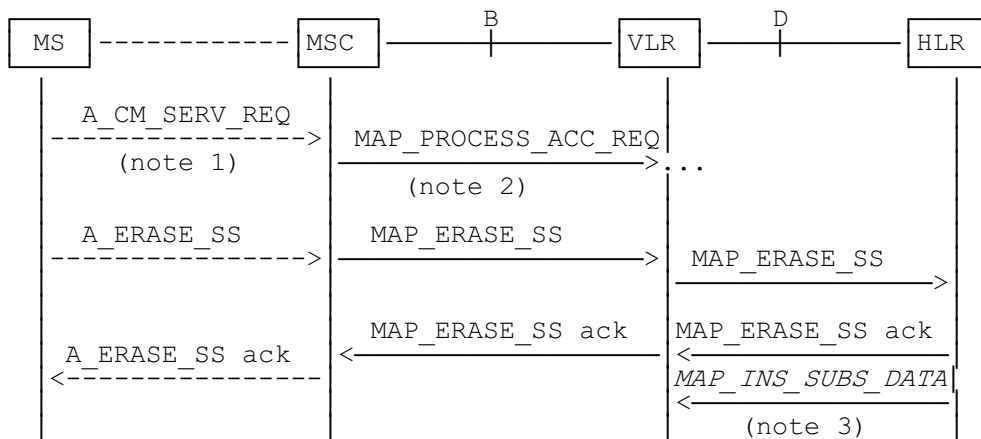 B D
MS MSC VLR HLR
A_CM_SERV_REQ
MAP_PROCESS_ACC_REQ
(note 1) ...
(note 2)
A_ERASE_SS MAP_ERASE_SS
MAP_ERASE_SS
MAP_ERASE_SS ack MAP_ERASE_SS ack
A_ERASE_SS ack
MAP_INS_SUBS_DATA
(note 3)